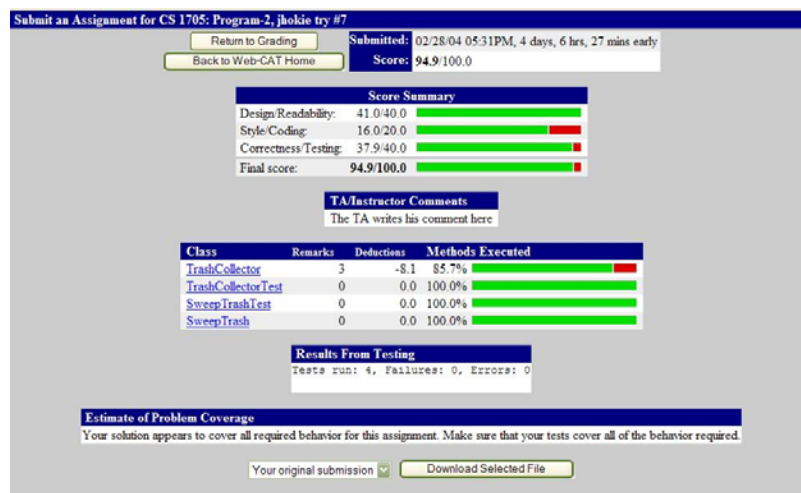 Submit an Assignment for CS 1705: Program-2, jhokie try #7
Return to Grading Submitted: 02/28/04 05:31PM, 4 days, 6 hrs, 27 mins early
Back to Web-CAT Home Score: 94.9/100.0
Score Summary
Design/Readability: 41.0/40.0
Style/Coding: 16.0/20.0
Correctness/Testing: 37.9/40.0
Final score: 94.9/100.0
TA/Instructor Comments
The TA writes his comment here
Class Remarks Deductions Methods Executed
TrashCollector 3 -8.1 85.7%
TrashCollectorTest 0 0.0 100.0%
SweepTrashTest 0 0.0 100.0%
SweepTrash 0 0.0 100.0%
Results From Testing
Tests run: 4, Failures: 0, Errors: 0
Estimate of Problem Coverage
Your solution appears to cover all required behavior for this assignment. Make sure that your tests cover all of the behavior required.
Your original submission Download Selected File